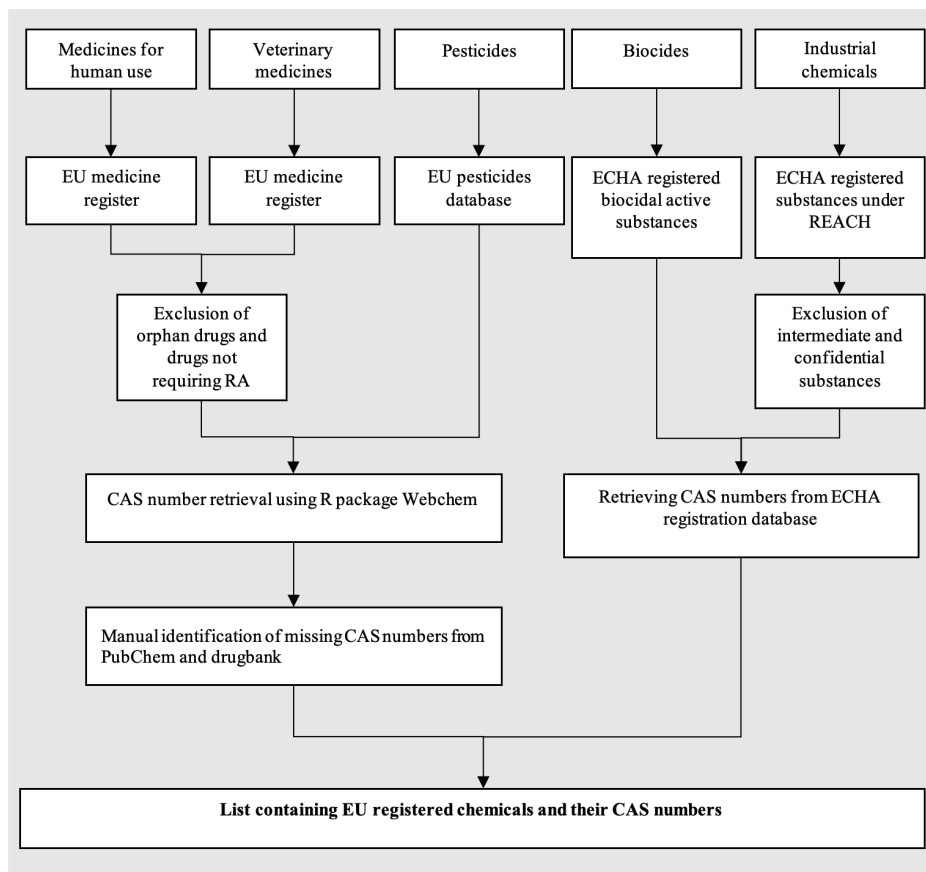 Medicines for
human use
Veterinary
medicines
Pesticides
Biocides
Industrial
chemicals
EU medicine
register
EU medicine
register
EU pesticides
database
ECHA registered
biocidal active
substances
ECHA registered
substances under
REACH
Exclusion of
orphan drugs and
drugs not
requiring RA
Exclusion of
intermediate and
confidential
substances
CAS number retrieval using R package Webchem
Retrieving CAS numbers from ECHA
registration database
Manual identification of missing CAS numbers from
PubChem and drugbank
List containing EU registered chemicals and their CAS numbers